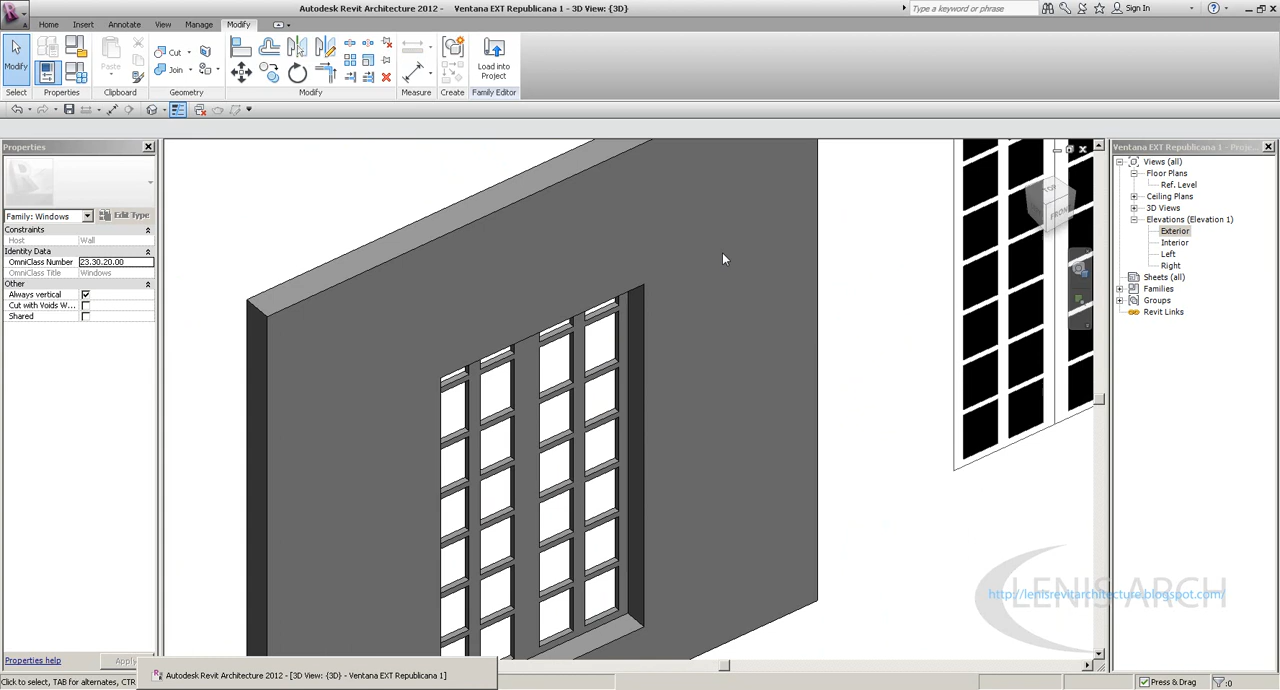 Autodesk Revit Architecture 2012 - Ventana EXT Republicana 1 - 3D View: {3D}
Type a keyword or phrase
Sign In
Home Insert Annotate View Manage Modify
Modify
Paste
Cut
Join
Load into
Project
Select Properties Clipboard Geometry Modify Measure Create Family Editor
Properties
Family: Windows
Edit Type
Constraints
Host Wall
Identity Data
OmniClass Number 23.30.20.00
OmniClass Title Windows
Other
Always vertical
Cut with Voids W...
Shared
Properties help
Apply
TOP
FRONT
Ventana EXT Republicana 1 - Proj...
Views (all)
Floor Plans
Ref. Level
Ceiling Plans
3D Views
Elevations (Elevation 1)
Exterior
Interior
Left
Right
Sheets (all)
Families
Groups
Revit Links
LENIS ARCH
http://lenisrevitarchitecture.blogspot.com/
Autodesk Revit Architecture 2012 - [3D View: {3D} - Ventana EXT Republicana 1]
Click to select, TAB for alternates, CTR
Press & Drag
:0